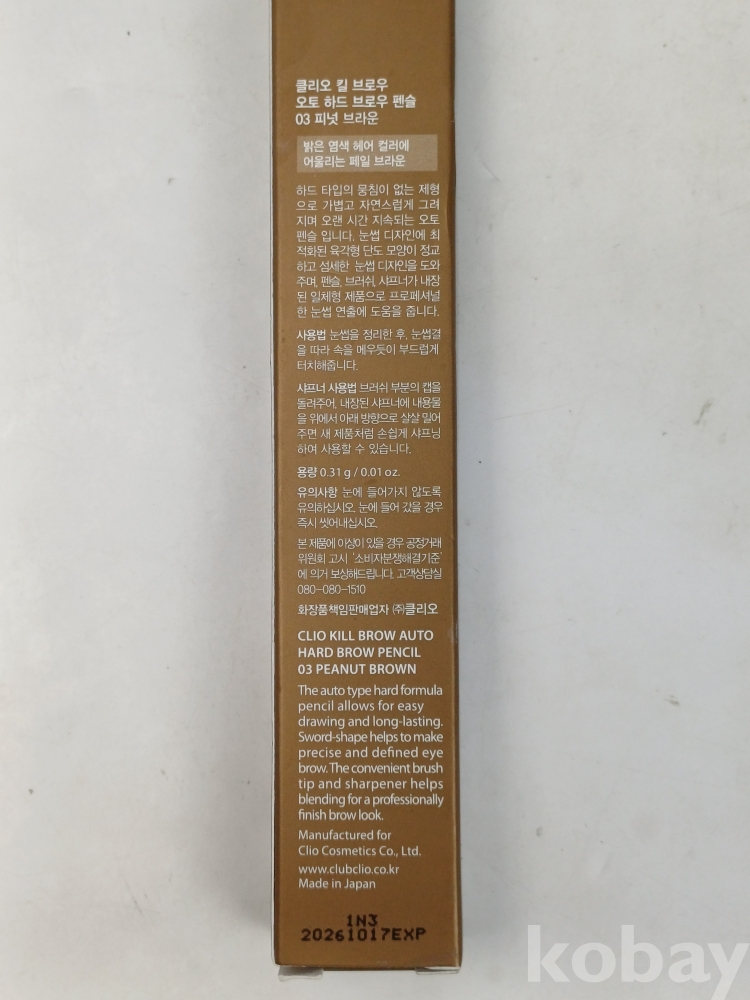 클리오 킬 브로우
오토 하드 브로우 펜슬
03 피넛 브라운
밝은 염색 헤어 컬러에
어울리는 페일 브라운
하드 타입의 뭉침이 없는 제형
으로 가볍고 자연스럽게 그려
지며 오랜 시간 지속되는 오토
펜슬 입니다. 눈썹 디자인에 최
적화된 육각형 단도 모양이 정교
하고 섬세한 눈썹 디자인을 도와
주며, 펜슬, 브러쉬, 샤프너가 내장
된 일체형 제품으로 프로페셔널
한 눈썹 연출에 도움을 줍니다.
사용법 눈썹을 정리한 후, 눈썹결
을 따라 속을 메우듯이 부드럽게
터치해줍니다.
샤프너 사용법 브러쉬 부분의 캡을
돌려주어, 내장된 샤프너에 내용물
을 위에서 아래 방향으로 살살 밀어
주면 새 제품처럼 손쉽게 샤프닝
하여 사용할 수 있습니다.
용량 0.31 g / 0.01 oz.
유의사항 눈에 들어가지 않도록
유의하십시오. 눈에 들어 갔을 경우
즉시 씻어내십시오.
본 제품에 이상이 있을 경우 공정거래
위원회 고시 '소비자분쟁해결기준'
에 의거 보상해드립니다. 고객상담실
080-080-1510
화장품책임판매업자 ㈜클리오
CLIO KILL BROW AUTO
HARD BROW PENCIL
03 PEANUT BROWN
The auto type hard formula
pencil allows for easy
drawing and long-lasting.
Sword-shape helps to make
precise and defined eye
brow. The convenient brush
tip and sharpener helps
blending for a professionally
finish brow look.
Manufactured for
Clio Cosmetics Co., Ltd.
www.clubclio.co.kr
Made in Japan
1N3
20261017EXP
kobay